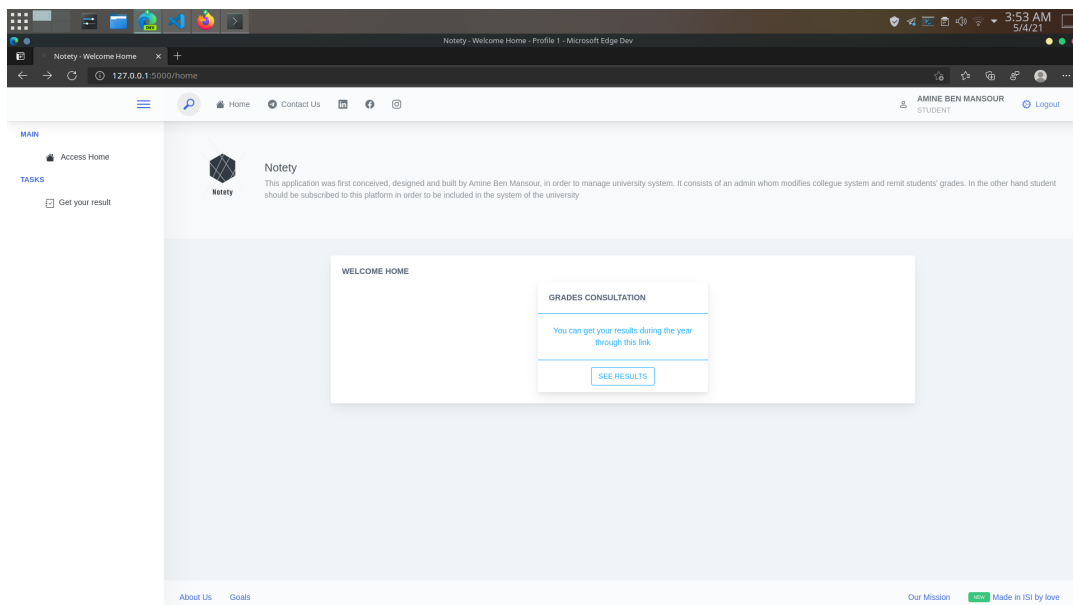 3:53 AM
5/4/21
Notety - Welcome Home - Profile 1 - Microsoft Edge Dev
Notety - Welcome Home
127.0.0.1:5000/home
Home
Contact Us
AMINE BEN MANSOUR
STUDENT
Logout
MAIN
Access Home
TASKS
Get your result
Notety
Notety
This application was first conceived, designed and built by Amine Ben Mansour, in order to manage university system. It consists of an admin whom modifies collegue system and remit students' grades. In the other hand student
should be subscribed to this platform in order to be included in the system of the university
WELCOME HOME
GRADES CONSULTATION
You can get your results during the year
through this link
SEE RESULTS
About Us
Goals
Our Mission
NEW
Made in ISI by love